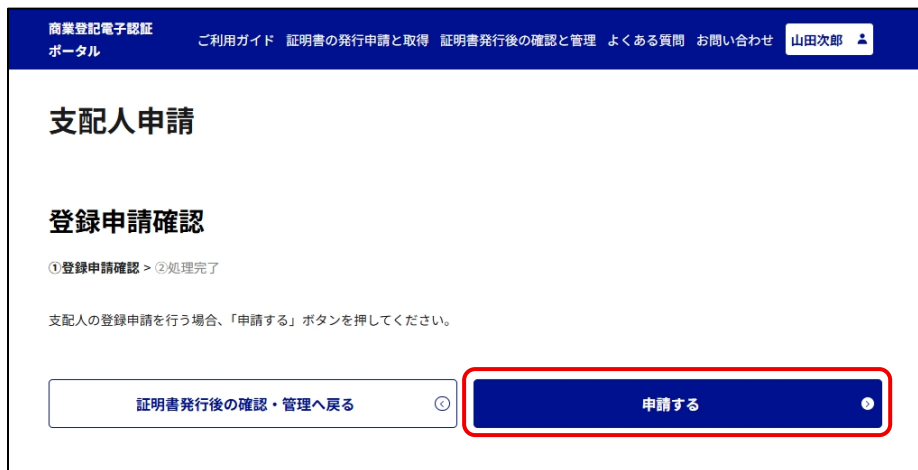 商業登記電子認証
ポータル
ご利用ガイド 証明書の発行申請と取得 証明書発行後の確認と管理 よくある質問 お問い合わせ 山田次郎
支配人申請
登録申請確認
①登録申請確認 > ②処理完了
支配人の登録申請を行う場合、「申請する」ボタンを押してください。
証明書発行後の確認・管理へ戻る 申請する